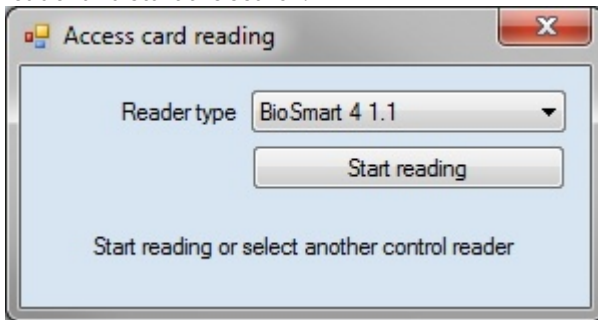 Access card reading
Reader type BioSmart 4 1.1
Start reading
Start reading or select another control reader